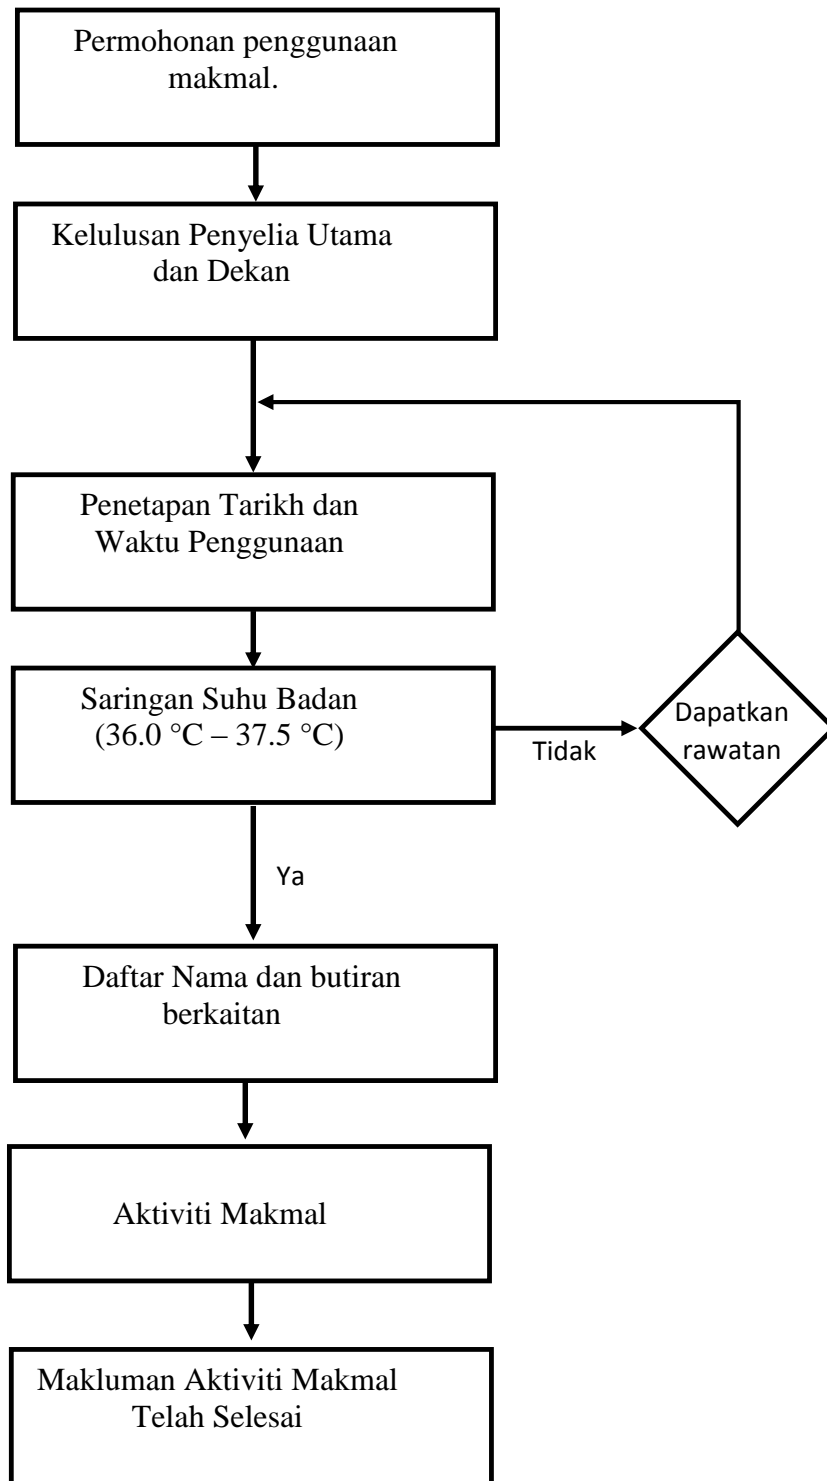 Permohonan penggunaan
makmal.
Kelulusan Penyelia Utama
dan Dekan
Penetapan Tarikh dan
Waktu Penggunaan
Saringan Suhu Badan
(36.0 °C – 37.5 °C)
Tidak
Dapatkan
rawatan
Ya
Daftar Nama dan butiran
berkaitan
Aktiviti Makmal
Makluman Aktiviti Makmal
Telah Selesai